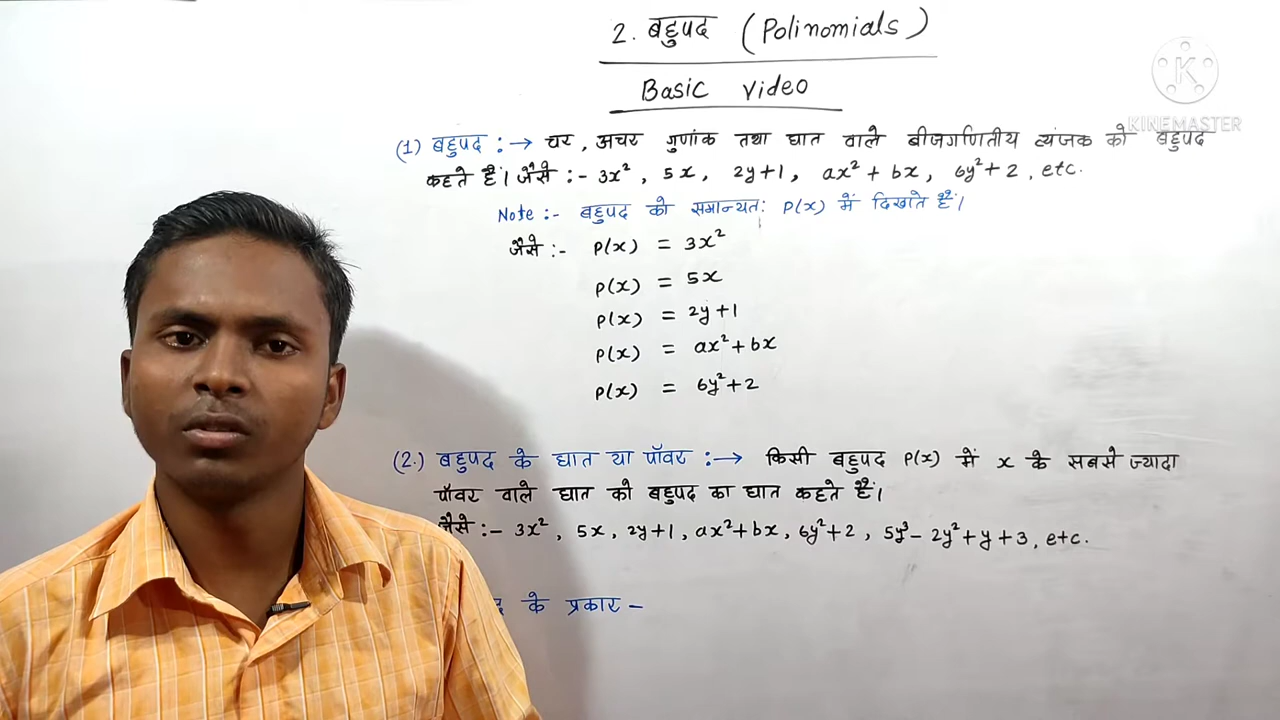 2. बहुपद (Polinomials)
Basic Video
K
KINEMASTER
(1) बहुपद :→ चर, अचर गुणांक तथा घात वाले बीजगणितीय व्यंजक को बहुपद
कहते हैं। जैसे :- 3x², 5x, 2y+1, ax²+bx, 6y²+2, etc.
Note :- बहुपद को समान्यत: P(x) में दिखाते हैं।
जैसे :- P(x) = 3x²
P(x) = 5x
P(x) = 2y+1
P(x) = ax²+bx
P(x) = 6y²+2
(2.) बहुपद के घात या पॉवर :→ किसी बहुपद P(x) में x के सबसे ज्यादा
पॉवर वाले घात को बहुपद का घात कहते हैं।
जैसे :- 3x², 5x, 2y+1, ax²+bx, 6y²+2, 5y³-2y²+y+3, etc.
के प्रकार -